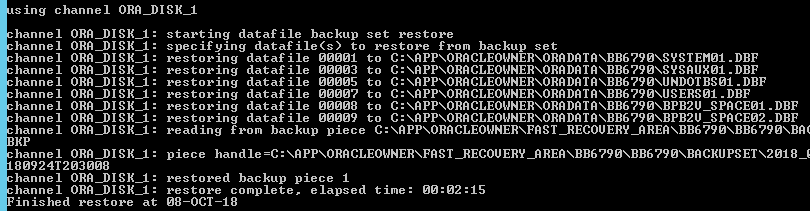 using channel ORA_DISK_1
channel ORA_DISK_1: starting datafile backup set restore
channel ORA_DISK_1: specifying datafile(s) to restore from backup set
channel ORA_DISK_1: restoring datafile 00001 to C:\APP\ORACLEOWNER\ORADATA\BB6790\SYSTEM01.DBF
channel ORA_DISK_1: restoring datafile 00003 to C:\APP\ORACLEOWNER\ORADATA\BB6790\SYSAUX01.DBF
channel ORA_DISK_1: restoring datafile 00005 to C:\APP\ORACLEOWNER\ORADATA\BB6790\UNDOTBS01.DBF
channel ORA_DISK_1: restoring datafile 00007 to C:\APP\ORACLEOWNER\ORADATA\BB6790\USERS01.DBF
channel ORA_DISK_1: restoring datafile 00008 to C:\APP\ORACLEOWNER\ORADATA\BB6790\BPB2V_SPACE01.DBF
channel ORA_DISK_1: restoring datafile 00009 to C:\APP\ORACLEOWNER\ORADATA\BB6790\BPB2V_SPACE02.DBF
channel ORA_DISK_1: reading from backup piece C:\APP\ORACLEOWNER\FAST_RECOVERY_AREA\BB6790\BB6790\BAC
BKP
channel ORA_DISK_1: piece handle=C:\APP\ORACLEOWNER\FAST_RECOVERY_AREA\BB6790\BB6790\BACKUPSET\2018_0
180924T203008
channel ORA_DISK_1: restored backup piece 1
channel ORA_DISK_1: restore complete, elapsed time: 00:02:15
Finished restore at 08-OCT-18